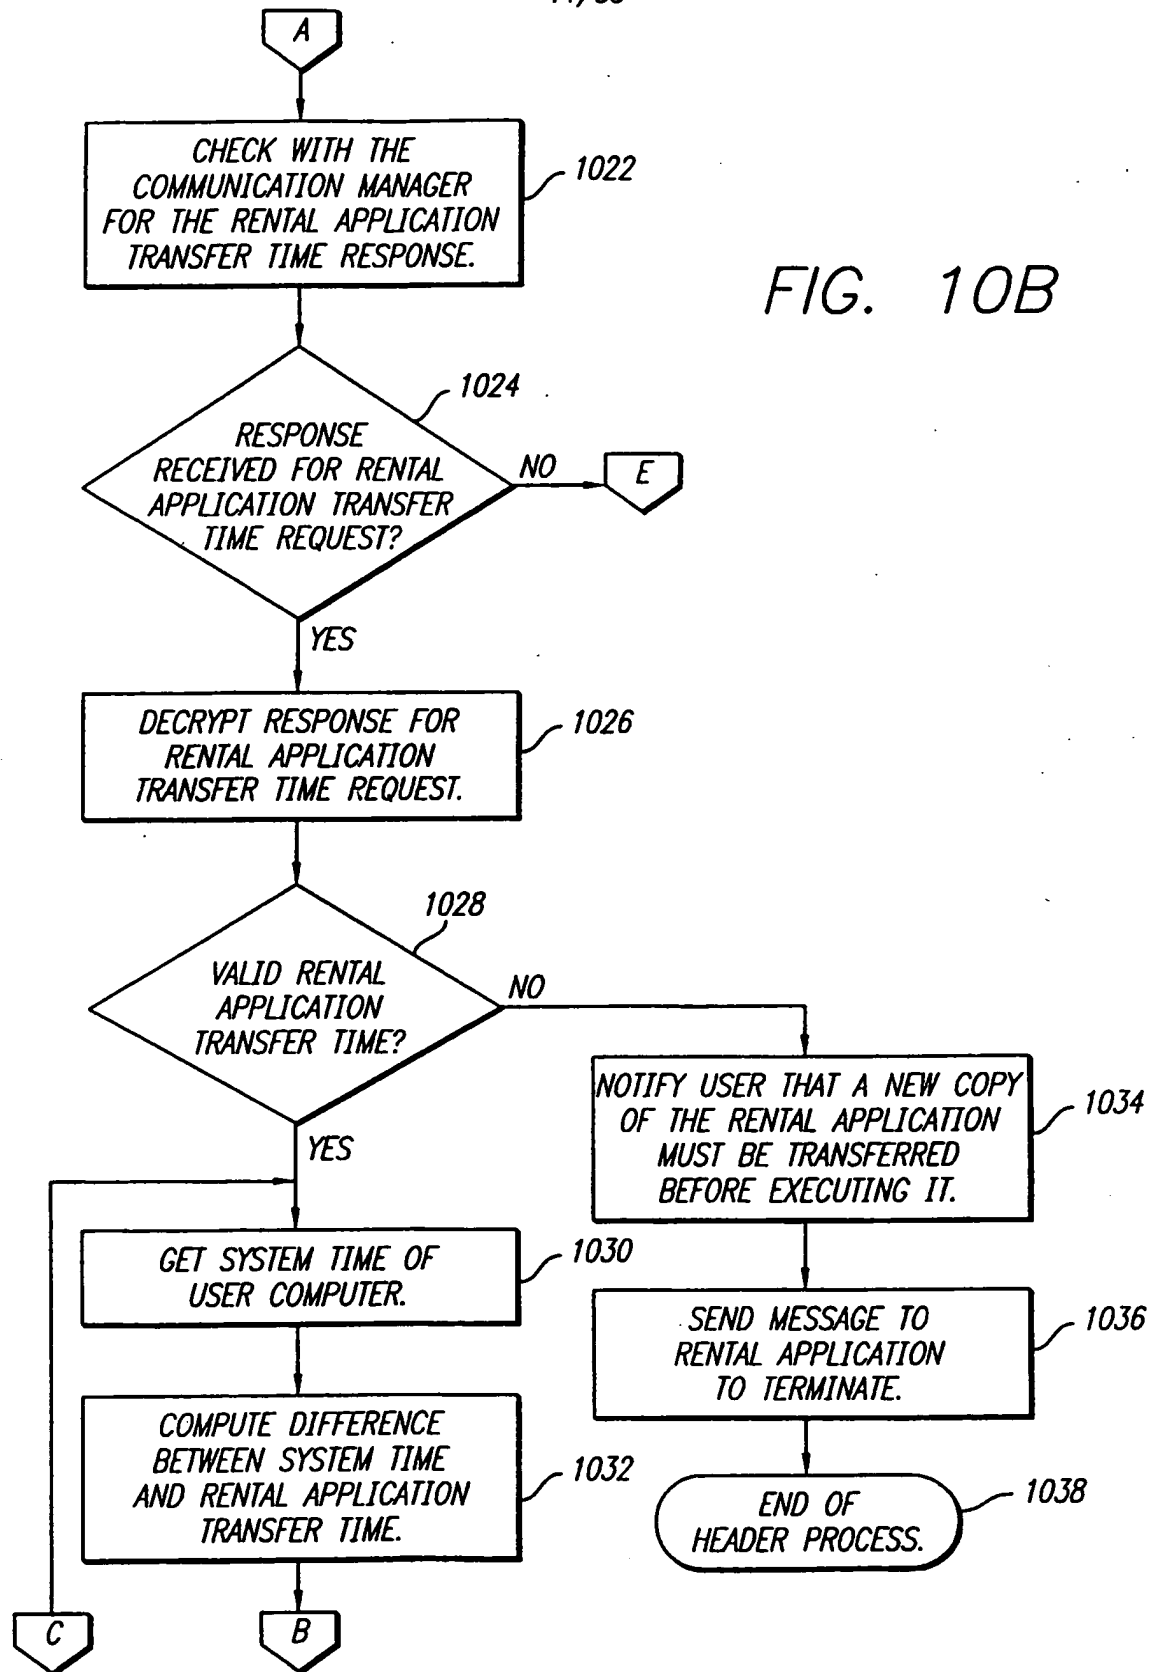 A
CHECK WITH THE
COMMUNICATION MANAGER
FOR THE RENTAL APPLICATION
TRANSFER TIME RESPONSE.
1022
FIG. 10B
1024
RESPONSE
RECEIVED FOR RENTAL
APPLICATION TRANSFER
TIME REQUEST?
NO
E
YES
DECRYPT RESPONSE FOR
RENTAL APPLICATION
TRANSFER TIME REQUEST.
1026
1028
VALID RENTAL
APPLICATION
TRANSFER TIME?
NO
YES
NOTIFY USER THAT A NEW COPY
OF THE RENTAL APPLICATION
MUST BE TRANSFERRED
BEFORE EXECUTING IT.
1034
GET SYSTEM TIME OF
USER COMPUTER.
1030
SEND MESSAGE TO
RENTAL APPLICATION
TO TERMINATE.
1036
COMPUTE DIFFERENCE
BETWEEN SYSTEM TIME
AND RENTAL APPLICATION
TRANSFER TIME.
1032
END OF
HEADER PROCESS.
1038
C
B